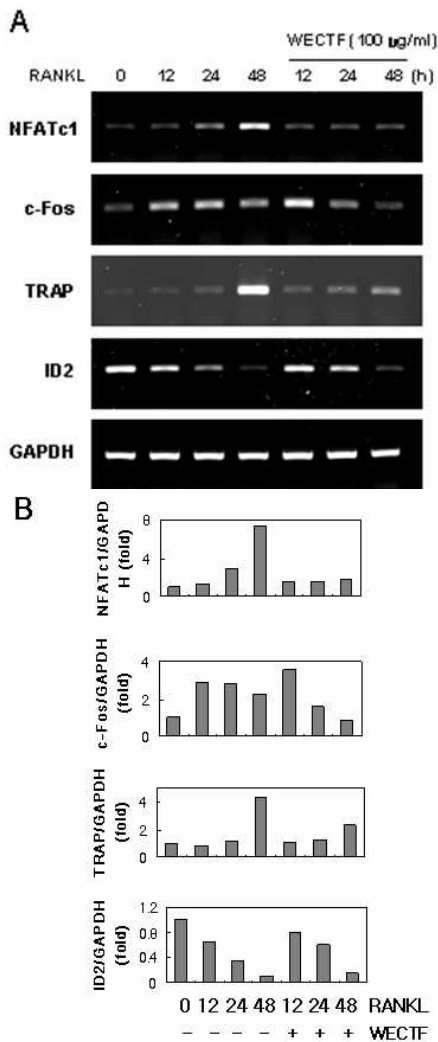 A
WECTF ( 100 μg/ml)
RANKL 0 12 24 48 12 24 48 (h)
NFATc1
c-Fos
TRAP
ID2
GAPDH
B
NFATc1/GAPD
H (fold)
8
4
0
c-Fos/GAPDH
(fold)
4
2
0
TRAP/GAPDH
(fold)
4
2
0
ID2/GAPDH
(fold)
1.2
0.8
0.4
0
0 12 24 48 12 24 48 RANKL
– – – – + + + WECTF